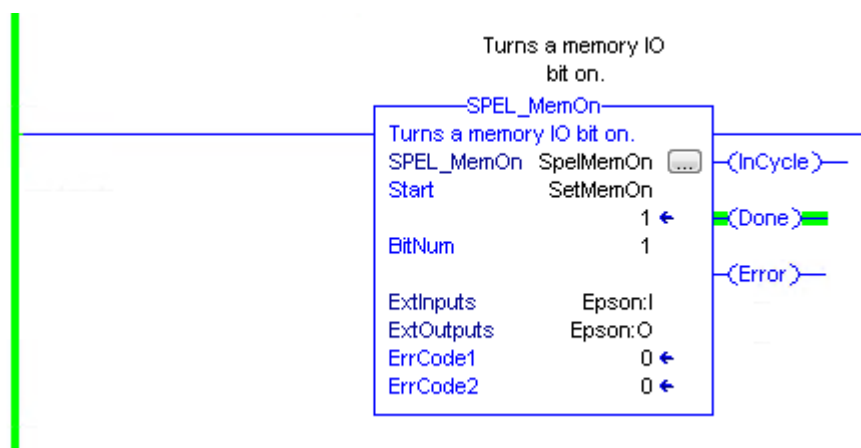 Turns a memory IO
bit on.
SPEL_MemOn
Turns a memory IO bit on.
SPEL_MemOn SpelMemOn ...
(InCycle)
Start SetMemOn
1
(Done)
BitNum 1
(Error)
ExtInputs Epson:I
ExtOutputs Epson:O
ErrCode1 0
ErrCode2 0